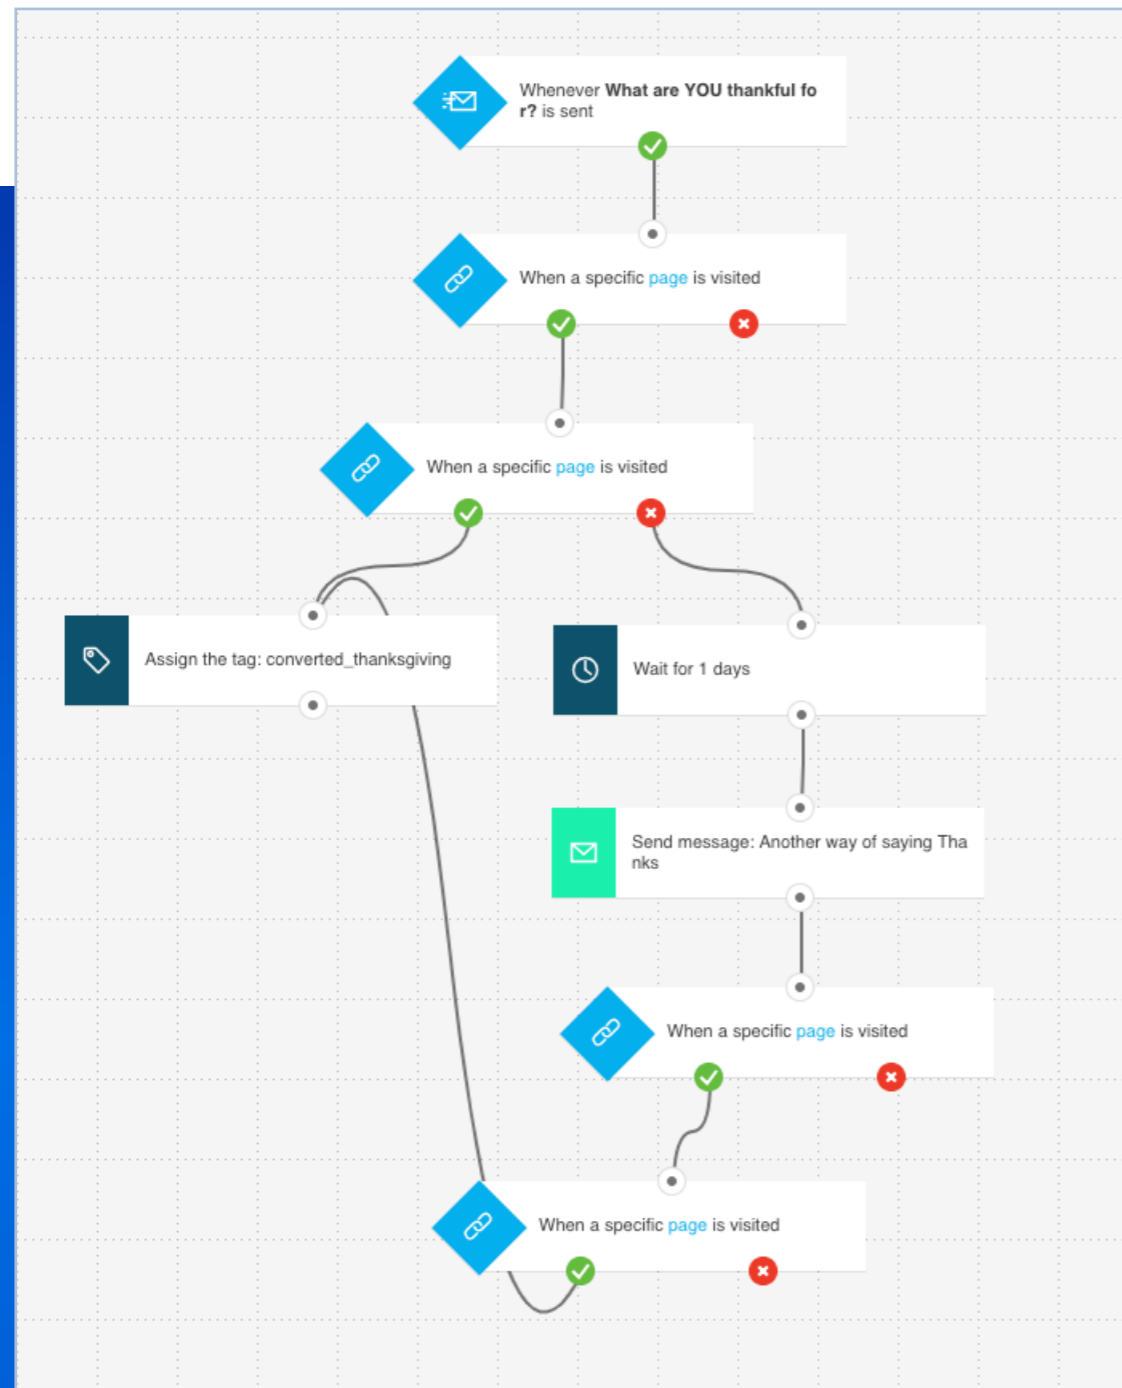 Whenever What are YOU thankful fo
r? is sent
When a specific page is visited
When a specific page is visited
Assign the tag: converted_thanksgiving
Wait for 1 days
Send message: Another way of saying Tha
nks
When a specific page is visited
When a specific page is visited